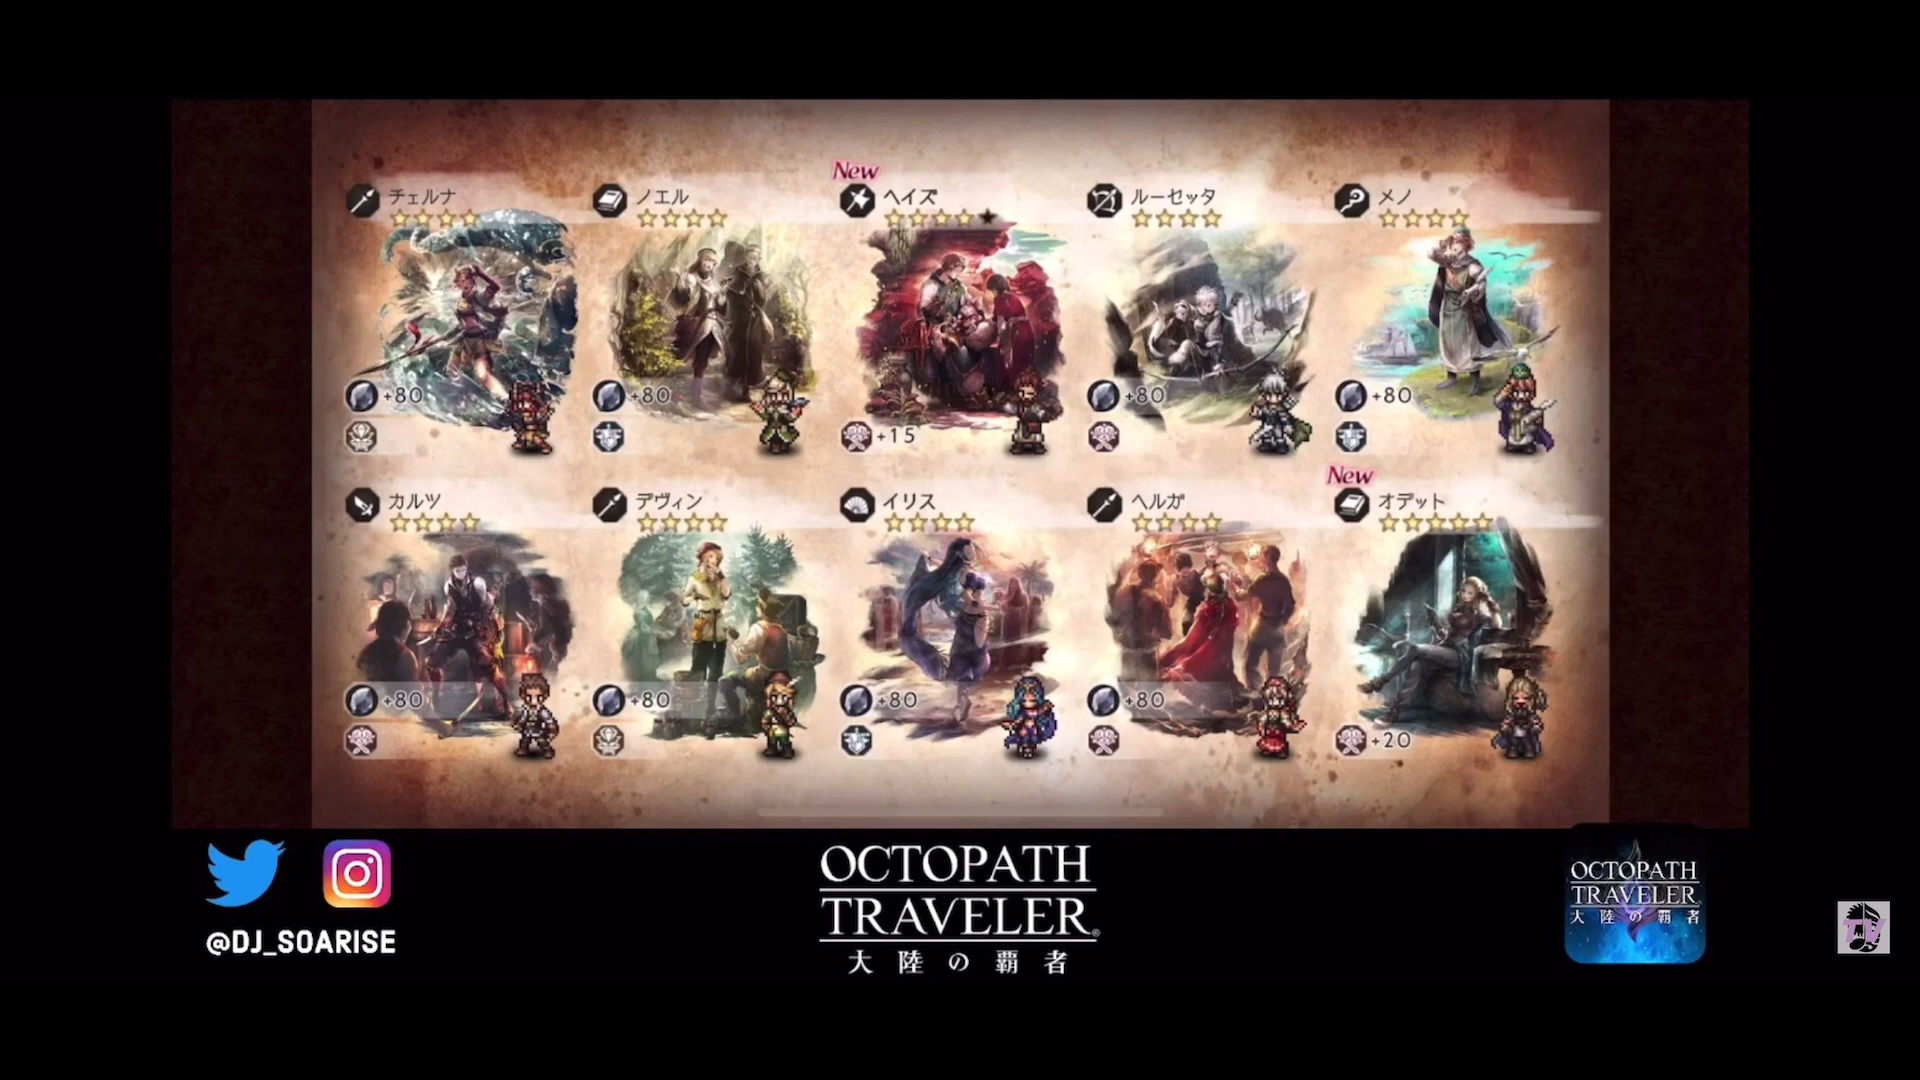 New
チェルナ
ノエル
ヘイズ
ルーセッタ
メノ
+80
+80
+15
+80
+80
New
カルツ
デヴィン
イリス
ヘルガ
オデット
+80
+80
+80
+80
+20
@DJ_SOARISE
OCTOPATH
TRAVELER®
大陸の覇者
OCTOPATH
TRAVELER
大陸の覇者
TV